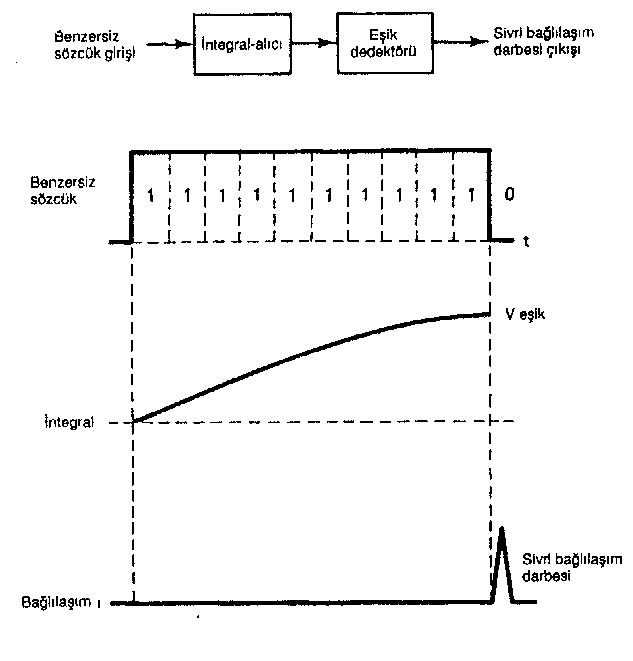 Benzersiz
sözcük girişi
İntegral-alıcı
Eşik
dedektörü
Sivri bağlılaşım
darbesi çıkışı
Benzersiz
sözcük
1 1 1 1 1 1 1 1 1 1 0
t
V eşik
İntegral
Sivri bağlılaşım
darbesi
Bağlılaşım